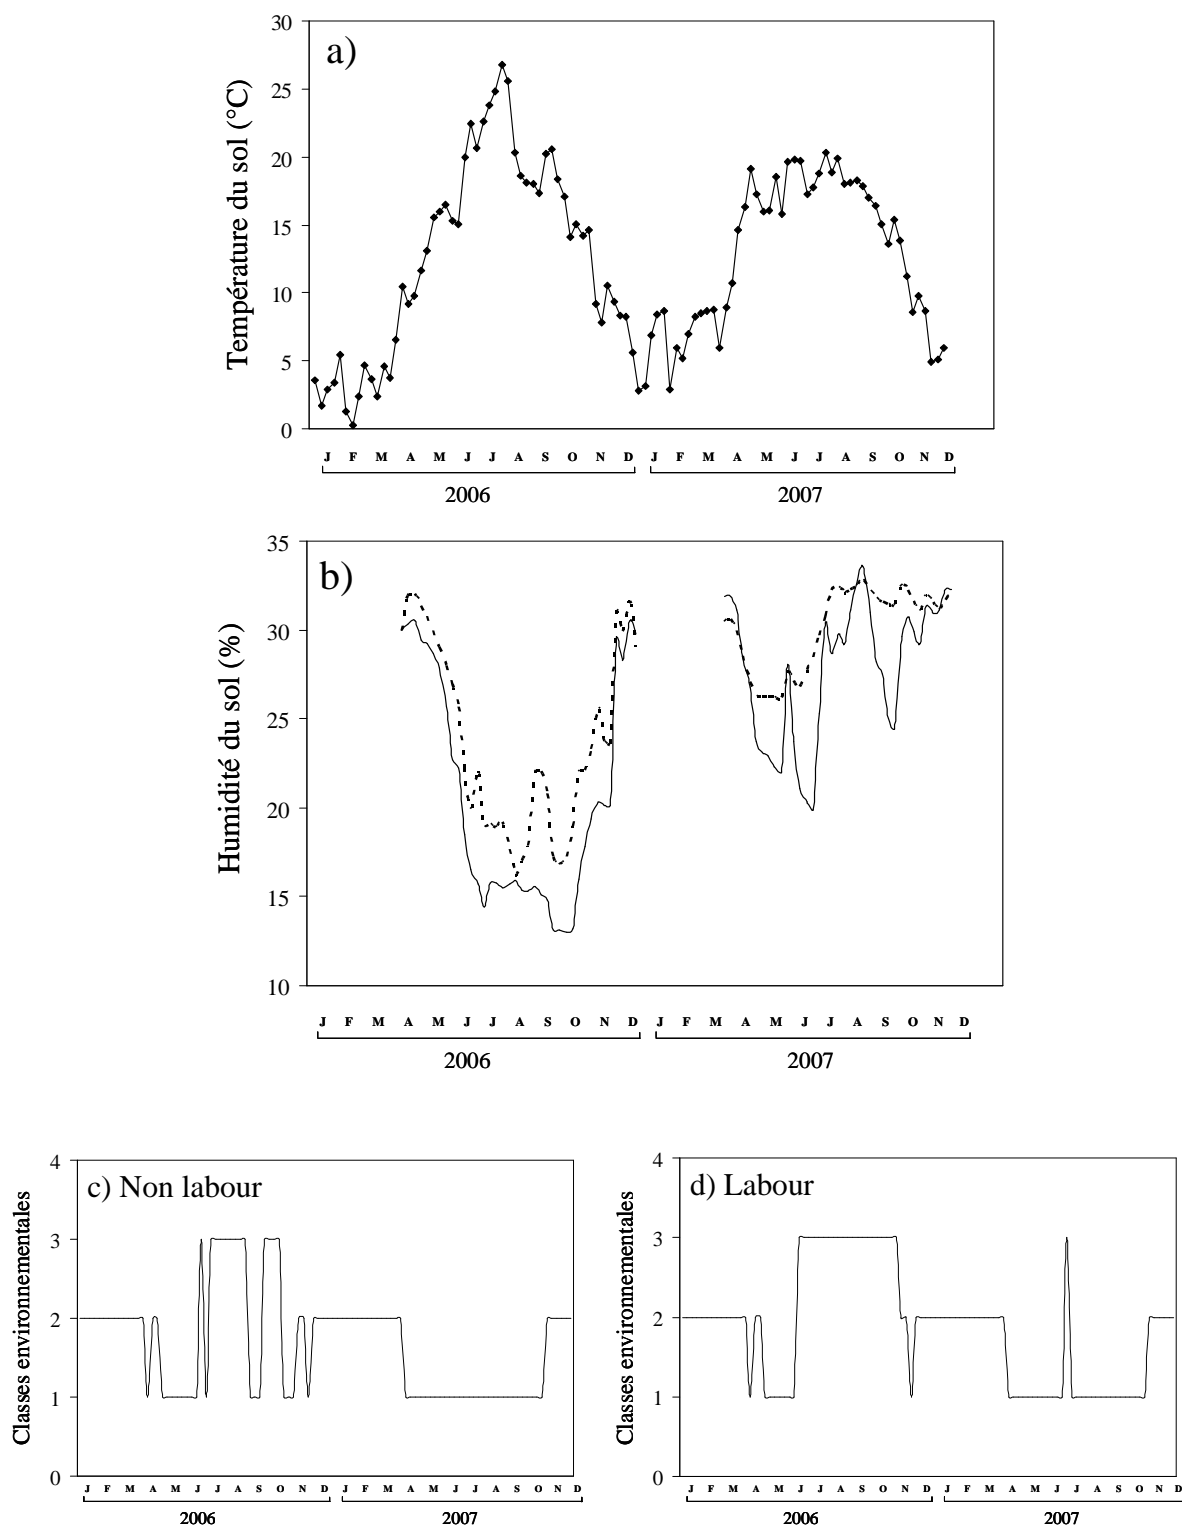 a)
Température du sol (°C)
30
25
20
15
10
5
0
J F M A M J J A S O N D J F M A M J J A S O N D
2006 2007
b)
Humidité du sol (%)
35
30
25
20
15
10
J F M A M J J A S O N D J F M A M J J A S O N D
2006 2007
c) Non labour
Classes environnementales
4
3
2
1
0
J F M A M J J A S O N D J F M A M J J A S O N D
2006 2007
d) Labour
Classes environnementales
4
3
2
1
0
J F M A M J J A S O N D J F M A M J J A S O N D
2006 2007